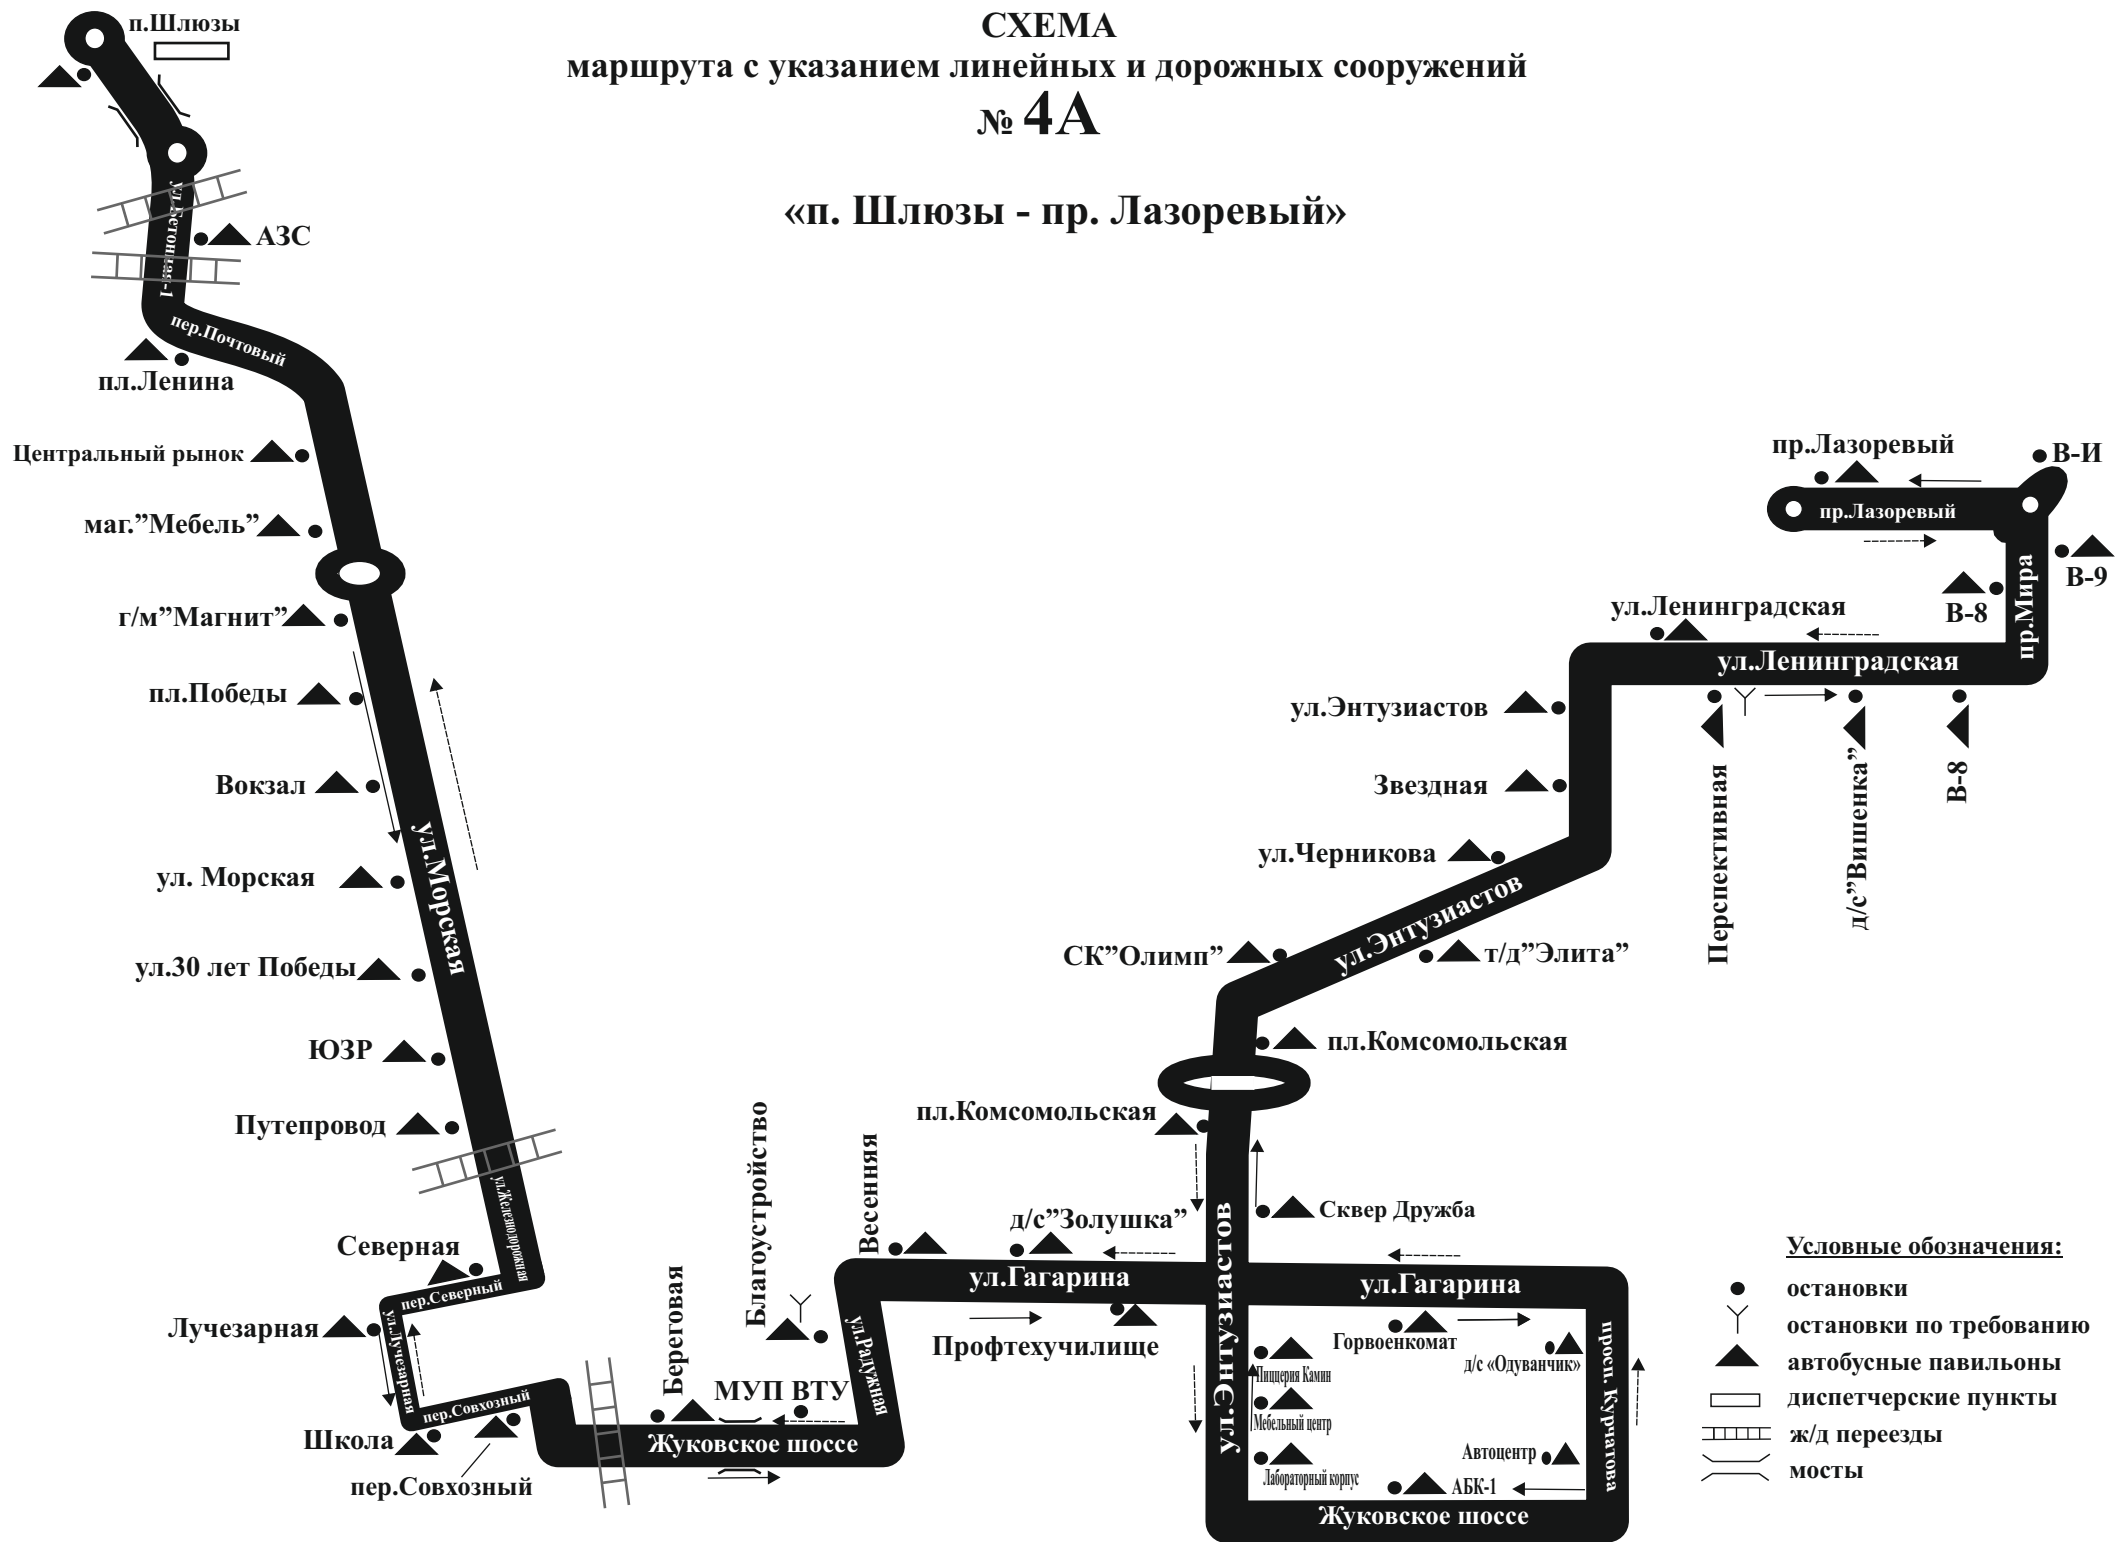 СХЕМА
маршрута с указанием линейных и дорожных сооружений
№ 4А
«п. Шлюзы - пр. Лазоревый»
п.Шлюзы
ул.Бетонная-1
АЗС
пер.Почтовый
пл.Ленина
Центральный рынок
маг.”Мебель”
г/м”Магнит”
пл.Победы
Вокзал
ул.Морская
ул. Морская
ул.30 лет Победы
ЮЗР
Путепровод
ул.Железнодорожная
Северная
пер.Северный
Лучезарная
ул.Лучезарная
пер.Совхозный
Школа
пер.Совхозный
Береговая
МУП ВТУ
Жуковское шоссе
Благоустройство
ул.Радужная
Весенняя
д/с”Золушка”
ул.Гагарина
Профтехучилище
пл.Комсомольская
пл.Комсомольская
Сквер Дружба
ул.Энтузиастов
ул.Гагарина
Горвоенкомат
д/с «Одуванчик»
Пиццерия Камин
Мебельный центр
Лабораторный корпус
Автоцентр
АБК-1
просп. Курчатова
Жуковское шоссе
СК”Олимп”
ул.Энтузиастов
т/д”Элита”
ул.Черникова
Звездная
ул.Энтузиастов
ул.Ленинградская
ул.Ленинградская
Перспективная
д/с”Вишенка”
В-8
В-8
пр.Мира
В-9
В-И
пр.Лазоревый
пр.Лазоревый
Условные обозначения:
остановки
остановки по требованию
автобусные павильоны
диспетчерские пункты
ж/д переезды
мосты